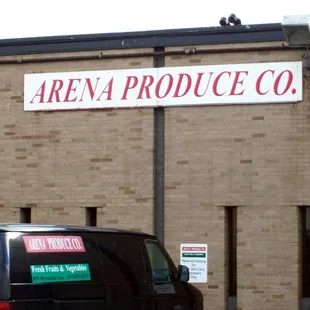 ARENA PRODUCE CO.
ARENA PRODUCE CO.
Fresh Fruits & Vegetables